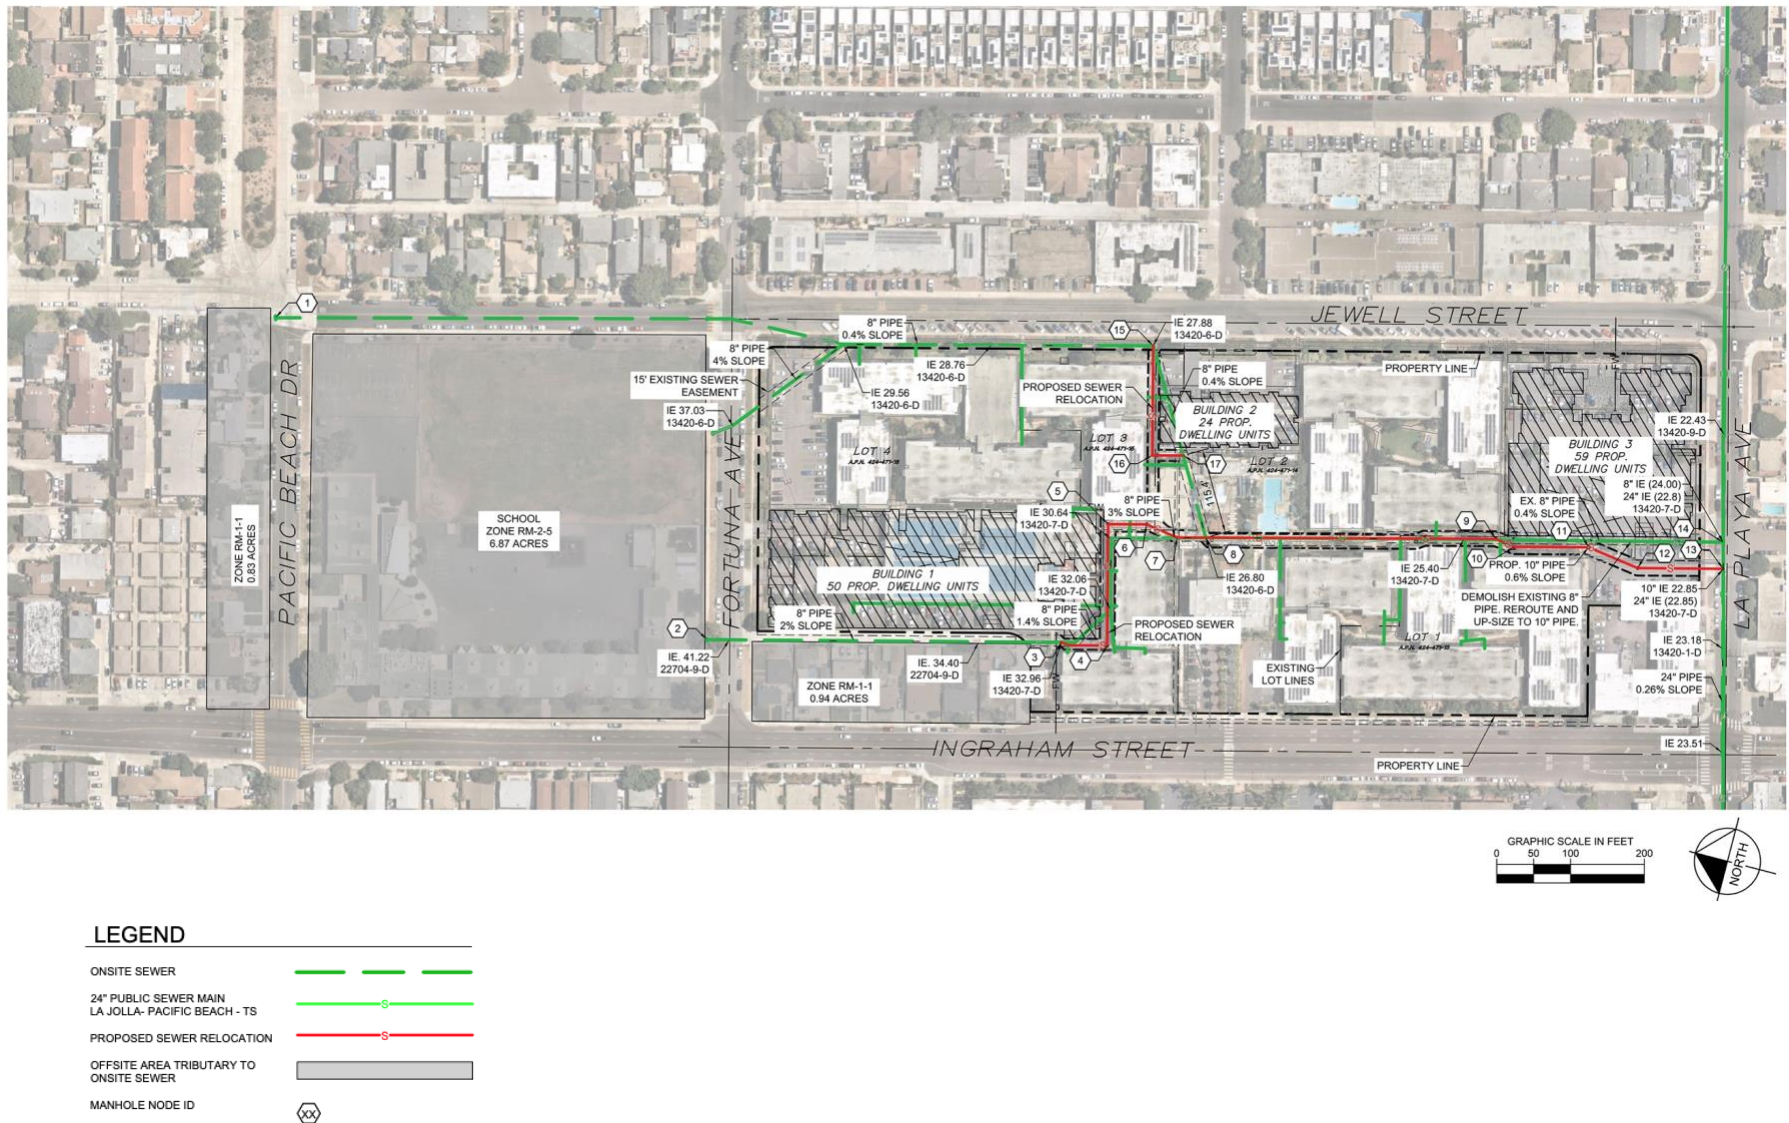 JEWELL STREET
1
8" PIPE
0.4% SLOPE
15
IE 27.88
13420-6-D
8" PIPE
4% SLOPE
15' EXISTING SEWER
EASEMENT
IE 37.03
13420-6-D
IE 28.76
13420-6-D
IE 29.56
13420-6-D
PROPOSED SEWER
RELOCATION
8" PIPE
0.4% SLOPE
PROPERTY LINE
FW
BUILDING 2
24 PROP.
DWELLING UNITS
LOT 4
LOT 3
LOT 2
16
17
115.4'
IE 22.43
13420-9-D
BUILDING 3
59 PROP.
DWELLING UNITS
8" IE (24.00)
24" IE (22.8)
13420-7-D
EX. 8" PIPE
0.4% SLOPE
PACIFIC BEACH DR
FORTUNA AVE
LA PLAYA AVE
ZONE RM-1-1
0.83 ACRES
SCHOOL
ZONE RM-2-5
6.87 ACRES
5
IE 30.64
13420-7-D
8" PIPE
3% SLOPE
6
7
8
9
10
11
12
13
14
BUILDING 1
50 PROP. DWELLING UNITS
IE 32.06
13420-7-D
IE 26.80
13420-6-D
IE 25.40
13420-7-D
PROP. 10" PIPE
0.6% SLOPE
DEMOLISH EXISTING 8"
PIPE. REROUTE AND
UP-SIZE TO 10" PIPE.
10" IE 22.85
24" IE (22.85)
13420-7-D
8" PIPE
2% SLOPE
8" PIPE
1.4% SLOPE
PROPOSED SEWER
RELOCATION
2
IE. 41.22
22704-9-D
IE. 34.40
22704-9-D
3
4
IE 32.96
13420-7-D
FW
ZONE RM-1-1
0.94 ACRES
LOT 1
EXISTING
LOT LINES
IE 23.18
13420-1-D
24" PIPE
0.26% SLOPE
IE 23.51
INGRAHAM STREET
PROPERTY LINE
GRAPHIC SCALE IN FEET
0 50 100 200
NORTH
LEGEND
ONSITE SEWER
24" PUBLIC SEWER MAIN
LA JOLLA- PACIFIC BEACH - TS
S
PROPOSED SEWER RELOCATION
S
OFFSITE AREA TRIBUTARY TO
ONSITE SEWER
MANHOLE NODE ID
XX